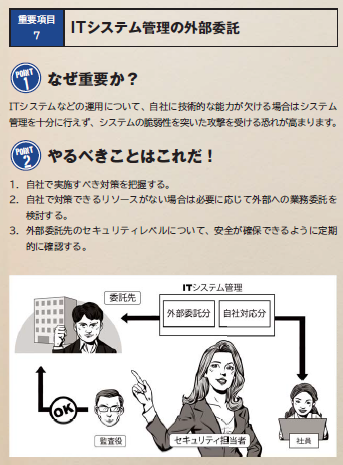 重要項目
7
ITシステム管理の外部委託
POINT
1
なぜ重要か？
ITシステムなどの運用について、自社に技術的な能力が欠ける場合はシステム
管理を十分に行えず、システムの脆弱性を突いた攻撃を受ける恐れが高まります。
POINT
2
やるべきことはこれだ！
1. 自社で実施すべき対策を把握する。
2. 自社で対策できるリソースがない場合は必要に応じて外部への業務委託を
検討する。
3. 外部委託先のセキュリティレベルについて、安全が確保できるように定期
的に確認する。
ITシステム管理
委託先
外部委託分
自社対応分
OK
監査役
セキュリティ担当者
社員